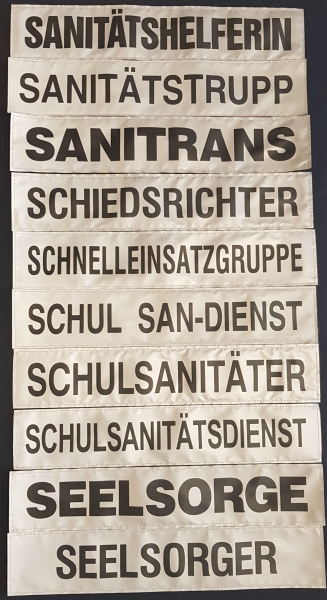 SANITÄTSHELFERIN
SANITÄTSTRUPP
SANITRANS
SCHIEDSRICHTER
SCHNELLEINSATZGRUPPE
SCHUL SAN-DIENST
SCHULSANITÄTER
SCHULSANITÄTSDIENST
SEELSORGE
SEELSORGER